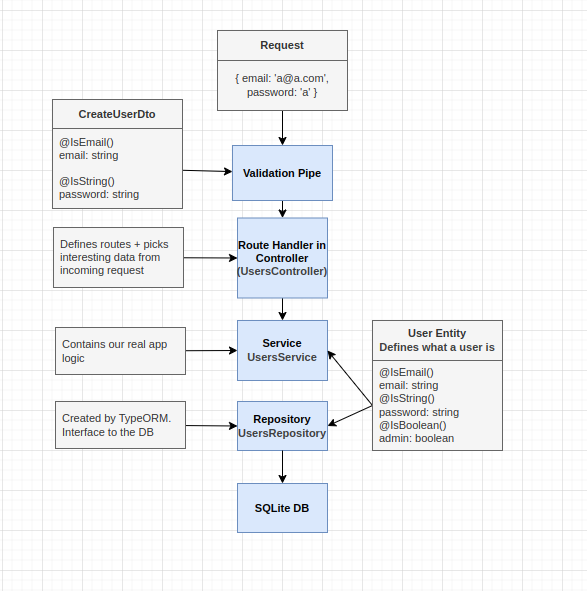 Request
{ email: 'a@a.com',
password: 'a' }
CreateUserDto
@IsEmail()
email: string
@IsString()
password: string
Validation Pipe
Defines routes + picks
interesting data from
incoming request
Route Handler in
Controller
(UsersController)
Contains our real app
logic
Service
UsersService
User Entity
Defines what a user is
@IsEmail()
email: string
@IsString()
password: string
@IsBoolean()
admin: boolean
Created by TypeORM.
Interface to the DB
Repository
UsersRepository
SQLite DB